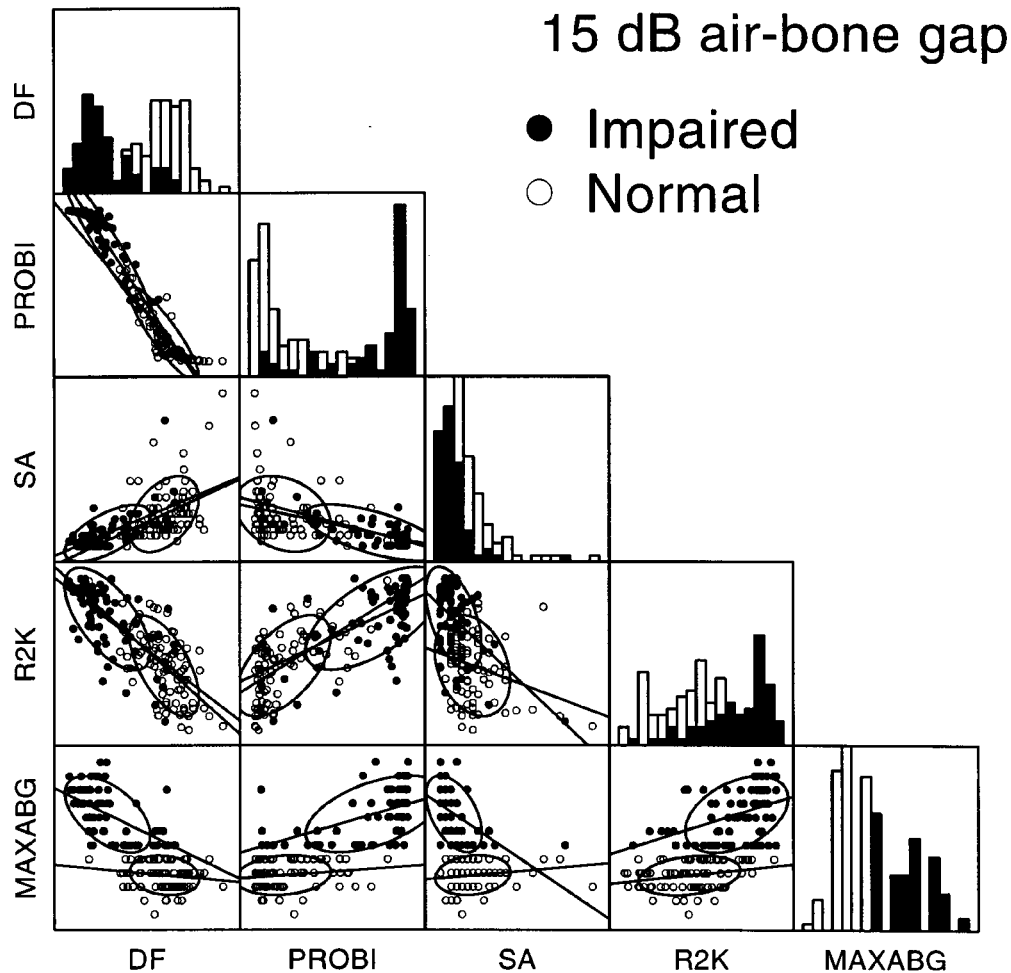 15 dB air-bone gap
Impaired
Normal
DF
PROBI
SA
R2K
MAXABG
DF PROBI SA R2K MAXABG